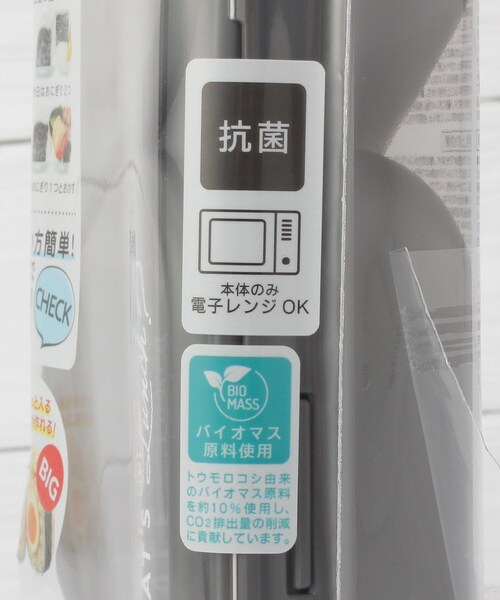 抗菌
本体のみ
電子レンジ OK
BIO
MASS
バイオマス
原料使用
トウモロコシ由来
のバイオマス原料
を約10％使用し、
CO2排出量の削減
に貢献しています。
方簡単!
CHECK
BIG